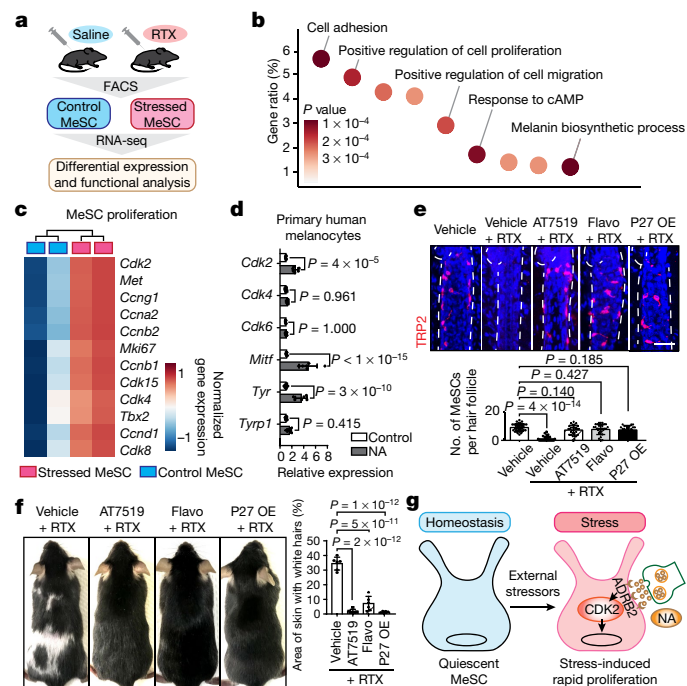 a
Saline
RTX
FACS
Control
MeSC
Stressed
MeSC
RNA-seq
Differential expression
and functional analysis
b
Cell adhesion
Positive regulation of cell proliferation
Positive regulation of cell migration
Response to cAMP
Melanin biosynthetic process
Gene ratio (%)
6
5
4
3
2
1
P value
1 × 10⁻⁴
2 × 10⁻⁴
3 × 10⁻⁴
c
MeSC proliferation
Cdk2
Met
Ccng1
Ccna2
Ccnb2
Mki67
Ccnb1
Cdk15
Cdk4
Tbx2
Ccnd1
Cdk8
1
−1
Normalized
gene expression
Stressed MeSC
Control MeSC
d
Primary human
melanocytes
Cdk2
P = 4 × 10⁻⁵
Cdk4
P = 0.961
Cdk6
P = 1.000
Mitf
P < 1 × 10⁻¹⁵
Tyr
P = 3 × 10⁻¹⁰
Tyrp1
P = 0.415
Control
NA
0 2 4 6 8
Relative expression
e
Vehicle
Vehicle
+ RTX
AT7519
+ RTX
Flavo
+ RTX
P27 OE
+ RTX
TRP2
P = 0.185
P = 0.427
P = 0.140
P = 4 × 10⁻¹⁴
No. of MeSCs
per hair follicle
20
0
Vehicle
Vehicle
AT7519
Flavo
P27 OE
+ RTX
f
Vehicle
+ RTX
AT7519
+ RTX
Flavo
+ RTX
P27 OE
+ RTX
Area of skin with white hairs (%)
P = 1 × 10⁻¹²
P = 5 × 10⁻¹¹
P = 2 × 10⁻¹²
50
40
30
20
10
0
Vehicle
AT7519
Flavo
P27 OE
+ RTX
g
Homeostasis
Stress
External
stressors
ADRB2
CDK2
NA
Quiescent
MeSC
Stress-induced
rapid proliferation